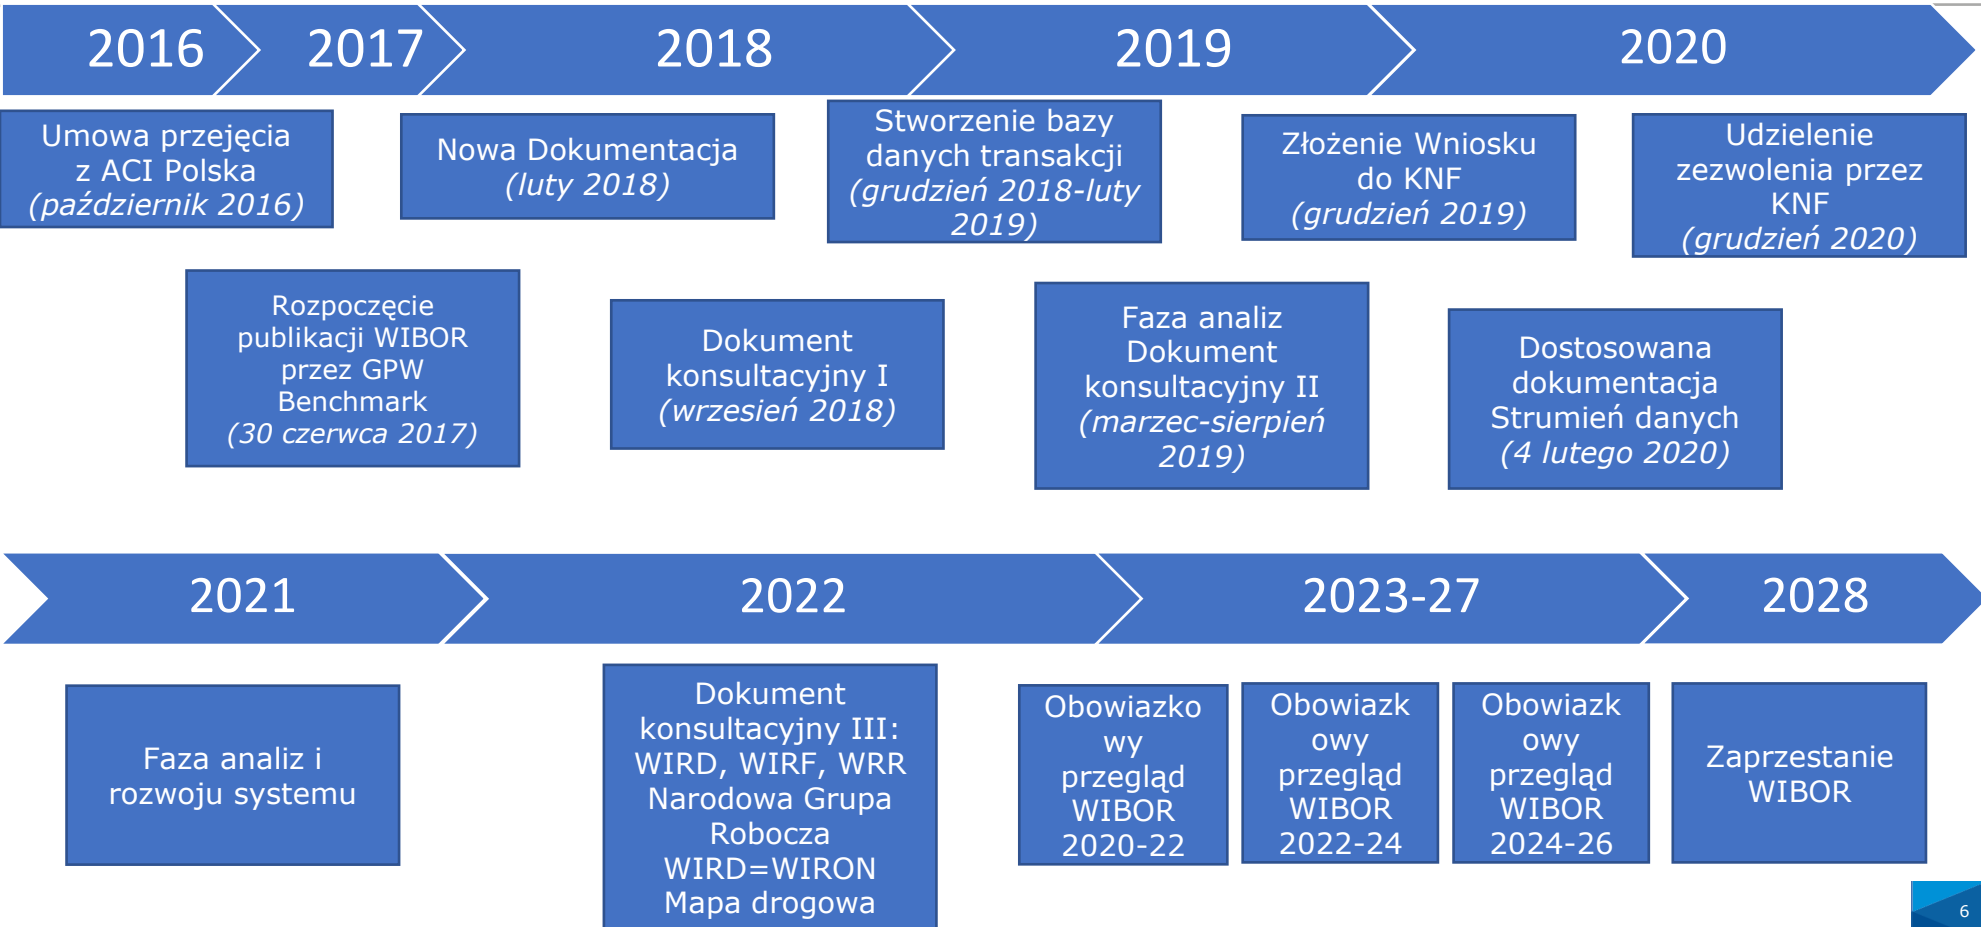 2016
2017
2018
2019
2020
Umowa przejęcia
z ACI Polska
(październik 2016)
Nowa Dokumentacja
(luty 2018)
Stworzenie bazy
danych transakcji
(grudzień 2018-luty
2019)
Złożenie Wniosku
do KNF
(grudzień 2019)
Udzielenie
zezwolenia przez
KNF
(grudzień 2020)
Rozpoczęcie
publikacji WIBOR
przez GPW
Benchmark
(30 czerwca 2017)
Dokument
konsultacyjny I
(wrzesień 2018)
Faza analiz
Dokument
konsultacyjny II
(marzec-sierpień
2019)
Dostosowana
dokumentacja
Strumień danych
(4 lutego 2020)
2021
2022
2023-27
2028
Faza analiz i
rozwoju systemu
Dokument
konsultacyjny III:
WIRD, WIRF, WRR
Narodowa Grupa
Robocza
WIRD=WIRON
Mapa drogowa
Obowiazko
wy
przegląd
WIBOR
2020-22
Obowiazk
owy
przegląd
WIBOR
2022-24
Obowiazk
owy
przegląd
WIBOR
2024-26
Zaprzestanie
WIBOR
6